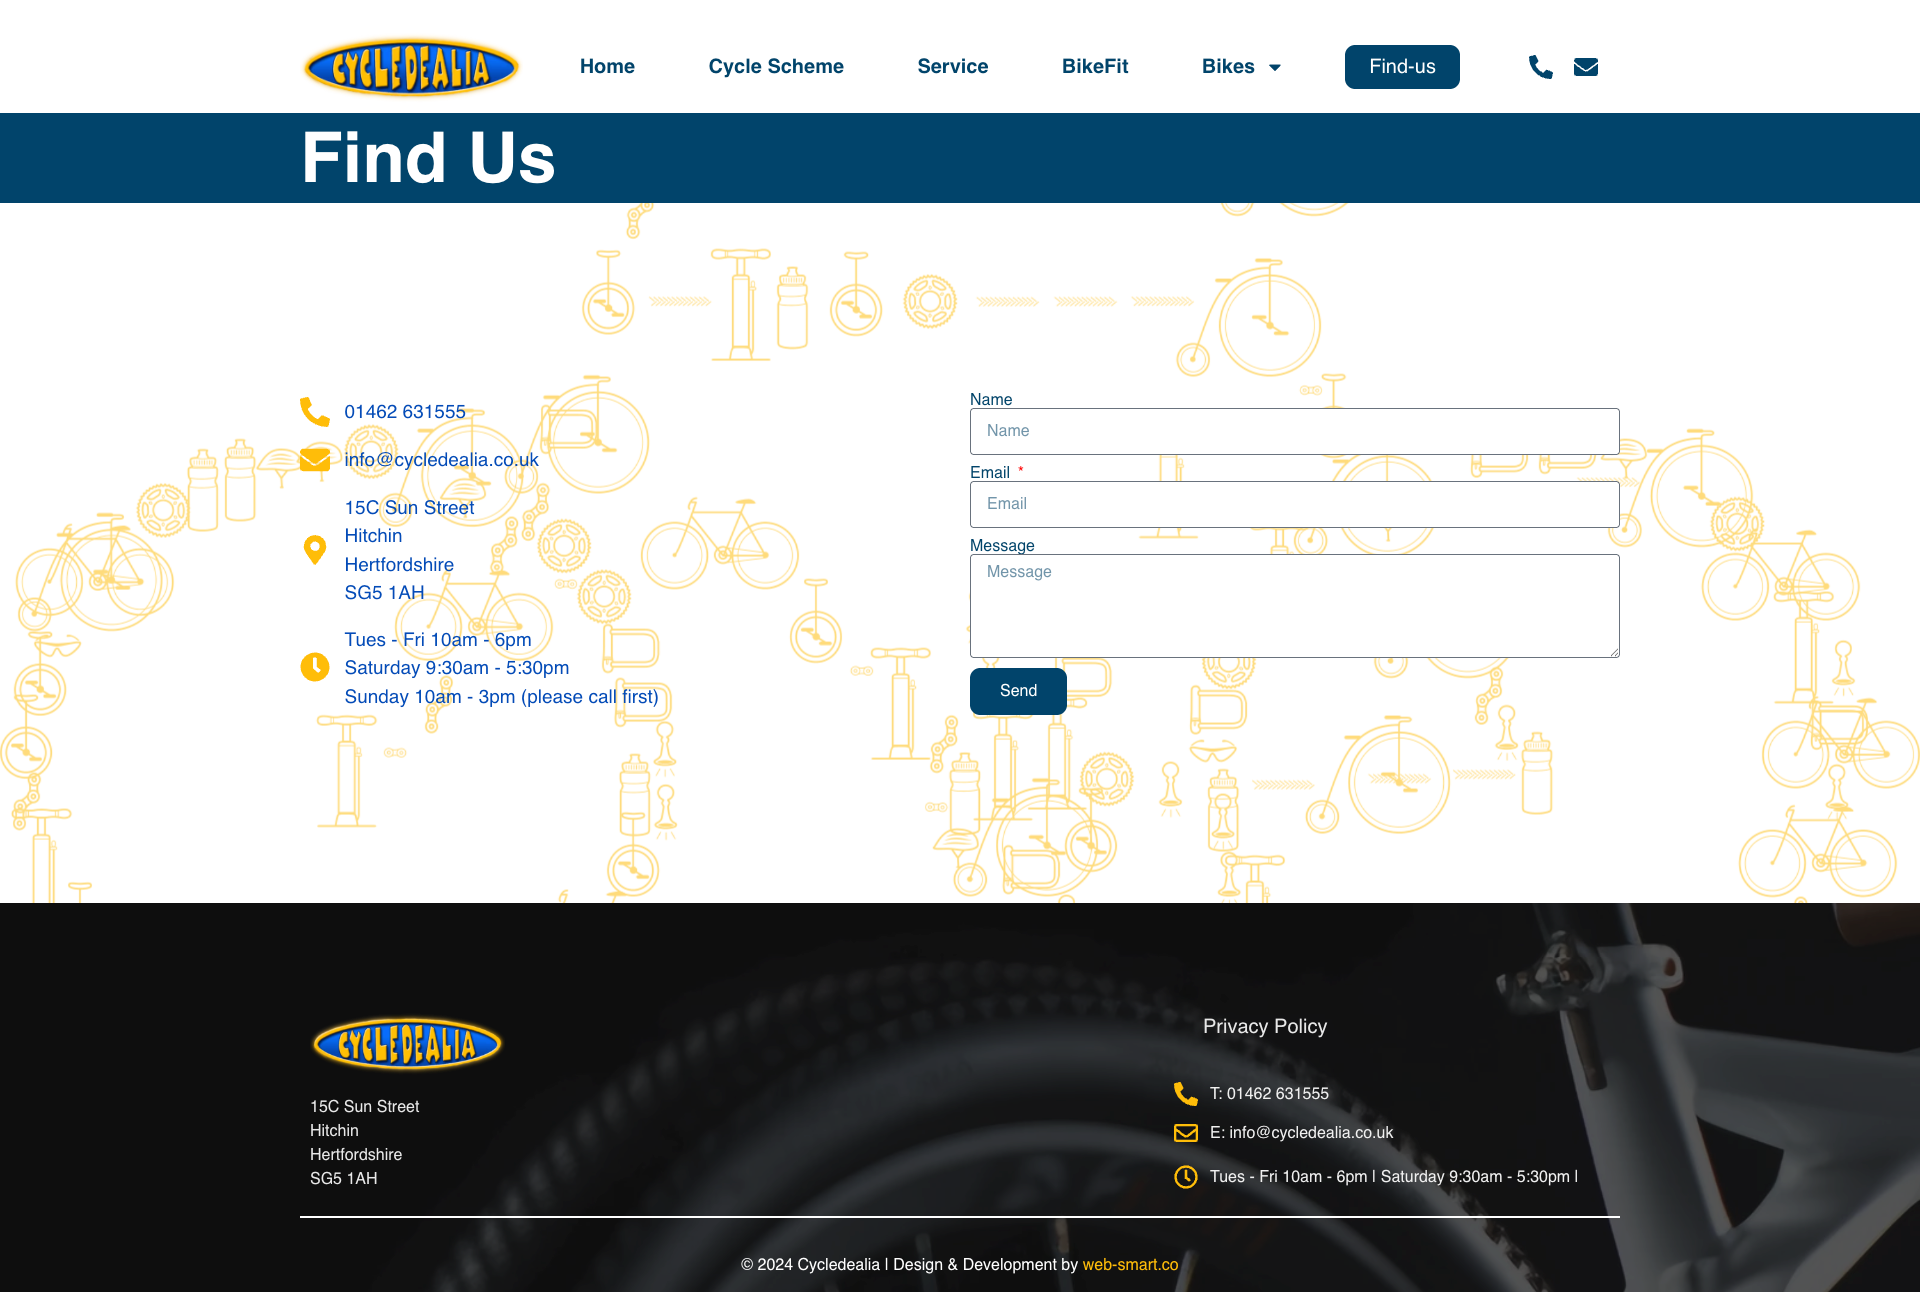 CYCLEDEALIA
Home
Cycle Scheme
Service
BikeFit
Bikes
Find-us
Find Us
01462 631555
info@cycledealia.co.uk
15C Sun Street
Hitchin
Hertfordshire
SG5 1AH
Tues - Fri 10am - 6pm
Saturday 9:30am - 5:30pm
Sunday 10am - 3pm (please call first)
Name
Name
Email *
Email
Message
Message
Send
CYCLEDEALIA
15C Sun Street
Hitchin
Hertfordshire
SG5 1AH
Privacy Policy
T: 01462 631555
E: info@cycledealia.co.uk
Tues - Fri 10am - 6pm | Saturday 9:30am - 5:30pm |
© 2024 Cycledealia | Design & Development by web-smart.co